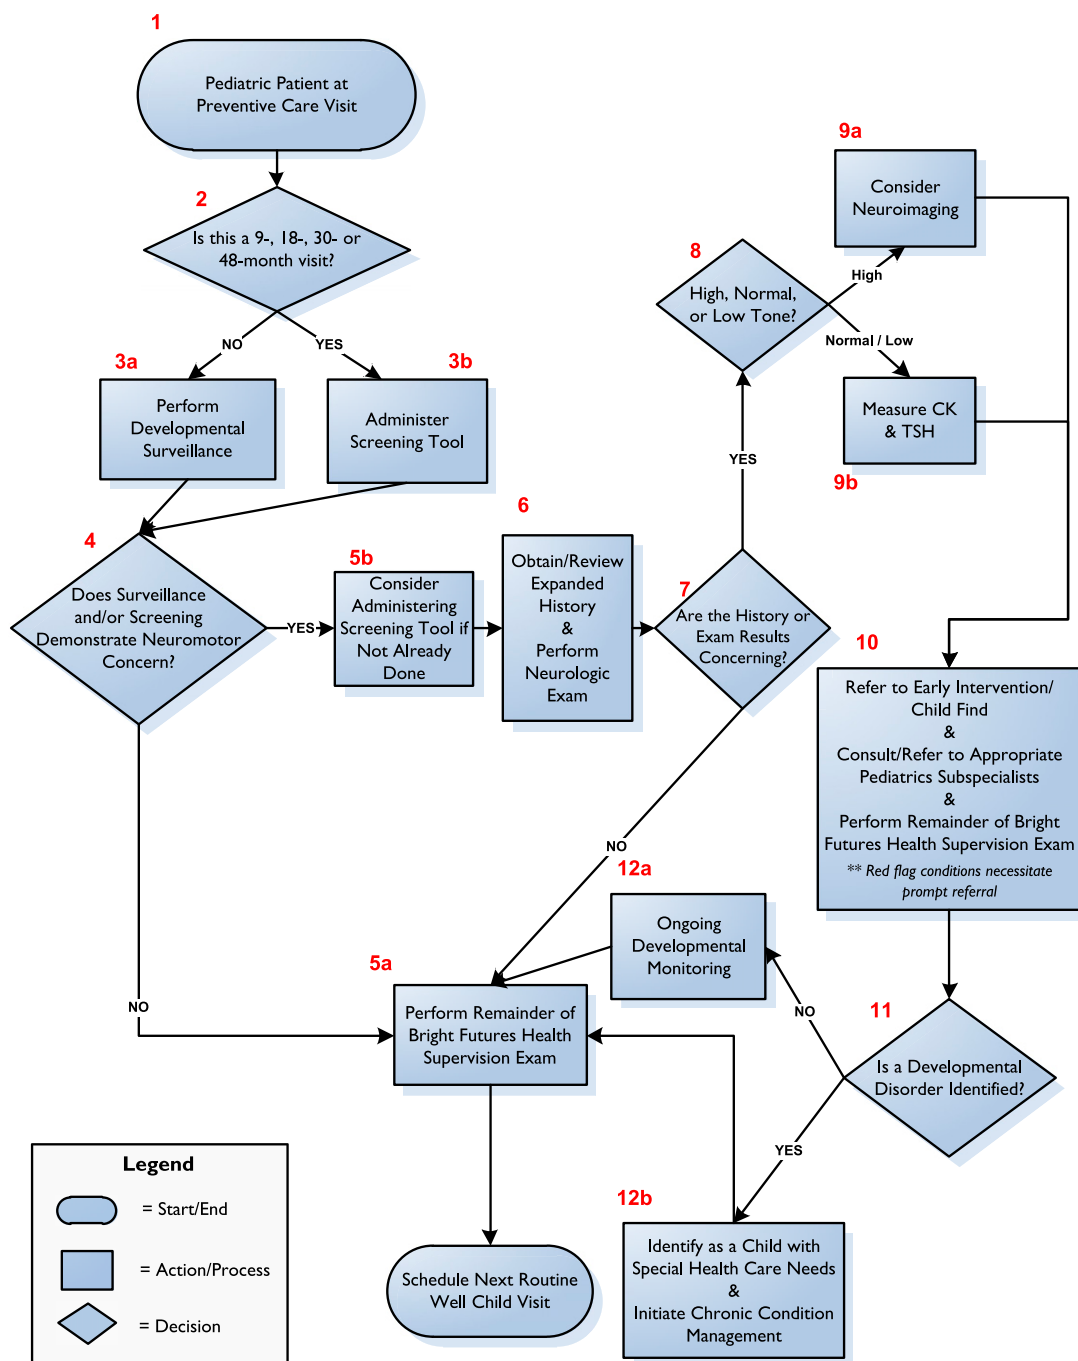 1
Pediatric Patient at
Preventive Care Visit
2
Is this a 9-, 18-, 30- or
48-month visit?
NO
YES
3a
Perform
Developmental
Surveillance
3b
Administer
Screening Tool
4
Does Surveillance
and/or Screening
Demonstrate Neuromotor
Concern?
YES
NO
5b
Consider
Administering
Screening Tool if
Not Already
Done
6
Obtain/Review
Expanded
History
&
Perform
Neurologic
Exam
7
Are the History or
Exam Results
Concerning?
YES
NO
8
High, Normal,
or Low Tone?
High
Normal / Low
9a
Consider
Neuroimaging
Measure CK
& TSH
9b
10
Refer to Early Intervention/
Child Find
&
Consult/Refer to Appropriate
Pediatrics Subspecialists
&
Perform Remainder of Bright
Futures Health Supervision Exam
** Red flag conditions necessitate
prompt referral
11
Is a Developmental
Disorder Identified?
NO
YES
12a
Ongoing
Developmental
Monitoring
12b
Identify as a Child with
Special Health Care Needs
&
Initiate Chronic Condition
Management
5a
Perform Remainder of
Bright Futures Health
Supervision Exam
Schedule Next Routine
Well Child Visit
Legend
= Start/End
= Action/Process
= Decision